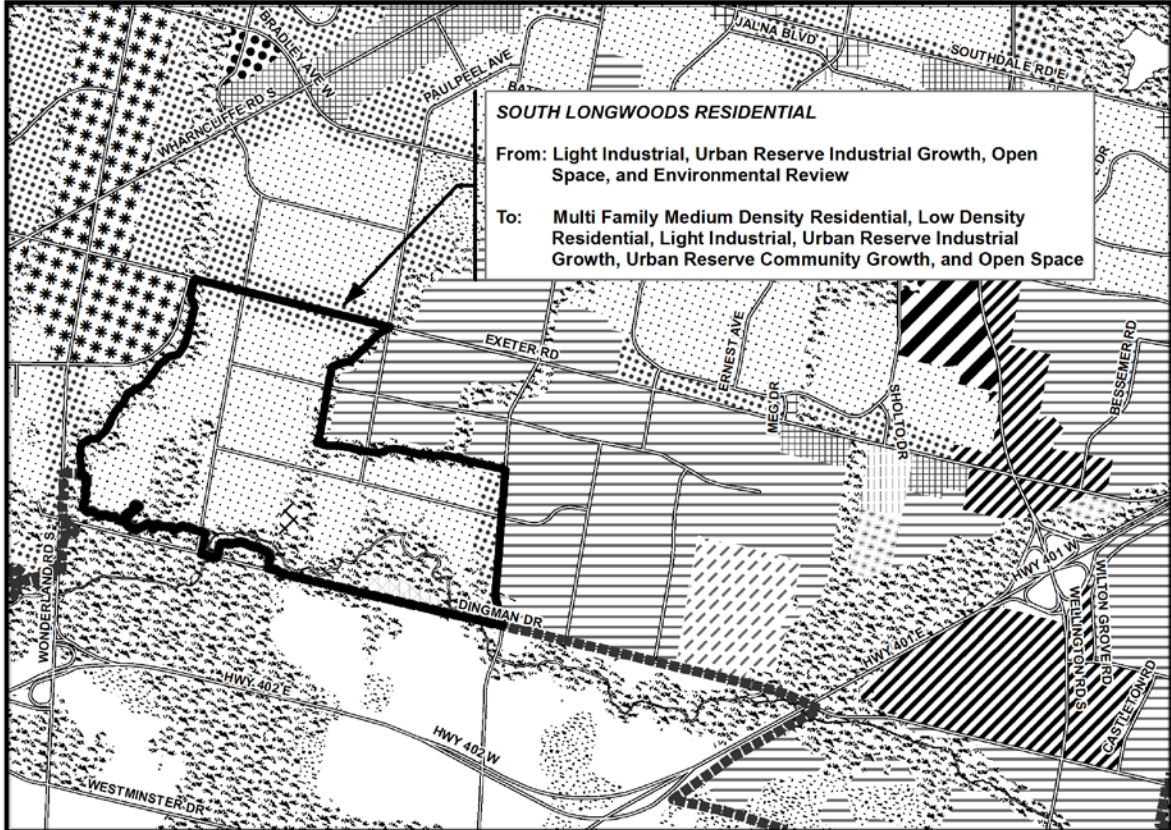 BRADLEY AVE W
JALNA BLVD
SOUTHDALE RD E
PAULPEEL AVE
WHARNCLIFFE RD S
SOUTH LONGWOODS RESIDENTIAL
From: Light Industrial, Urban Reserve Industrial Growth, Open
Space, and Environmental Review
To: Multi Family Medium Density Residential, Low Density
Residential, Light Industrial, Urban Reserve Industrial
Growth, Urban Reserve Community Growth, and Open Space
DR
EXETER RD
ERNEST AVE
MEG DR
SHOLTO DR
BESSEMER RD
HWY 401 W
HWY 401 E
WILTON GROVE RD
WELLINGTON RD S
CASTLETON RD
DINGMAN DR
WONDERLAND RD S
HWY 402 E
HWY 402 W
WESTMINSTER DR